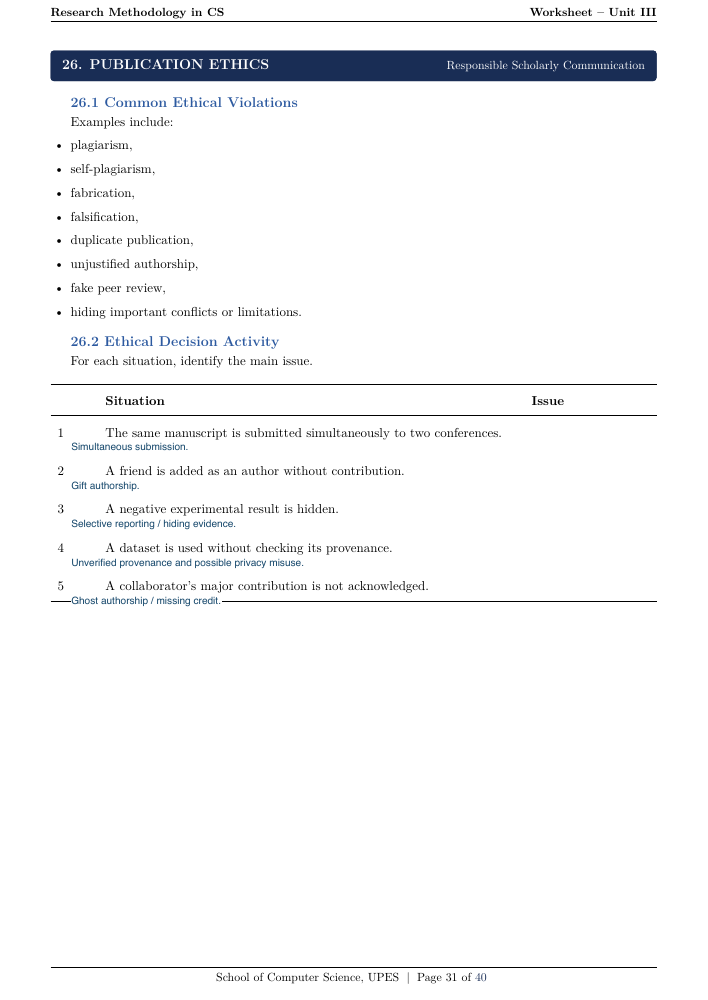 Research Methodology in CS Worksheet – Unit III
26. PUBLICATION ETHICS Responsible Scholarly Communication
26.1 Common Ethical Violations
Examples include:
• plagiarism,
• self-plagiarism,
• fabrication,
• falsification,
• duplicate publication,
• unjustified authorship,
• fake peer review,
• hiding important conflicts or limitations.
26.2 Ethical Decision Activity
For each situation, identify the main issue.
Situation Issue
1 The same manuscript is submitted simultaneously to two conferences.
Simultaneous submission.
2 A friend is added as an author without contribution.
Gift authorship.
3 A negative experimental result is hidden.
Selective reporting / hiding evidence.
4 A dataset is used without checking its provenance.
Unverified provenance and possible privacy misuse.
5 A collaborator's major contribution is not acknowledged.
Ghost authorship / missing credit.
School of Computer Science, UPES | Page 31 of 40